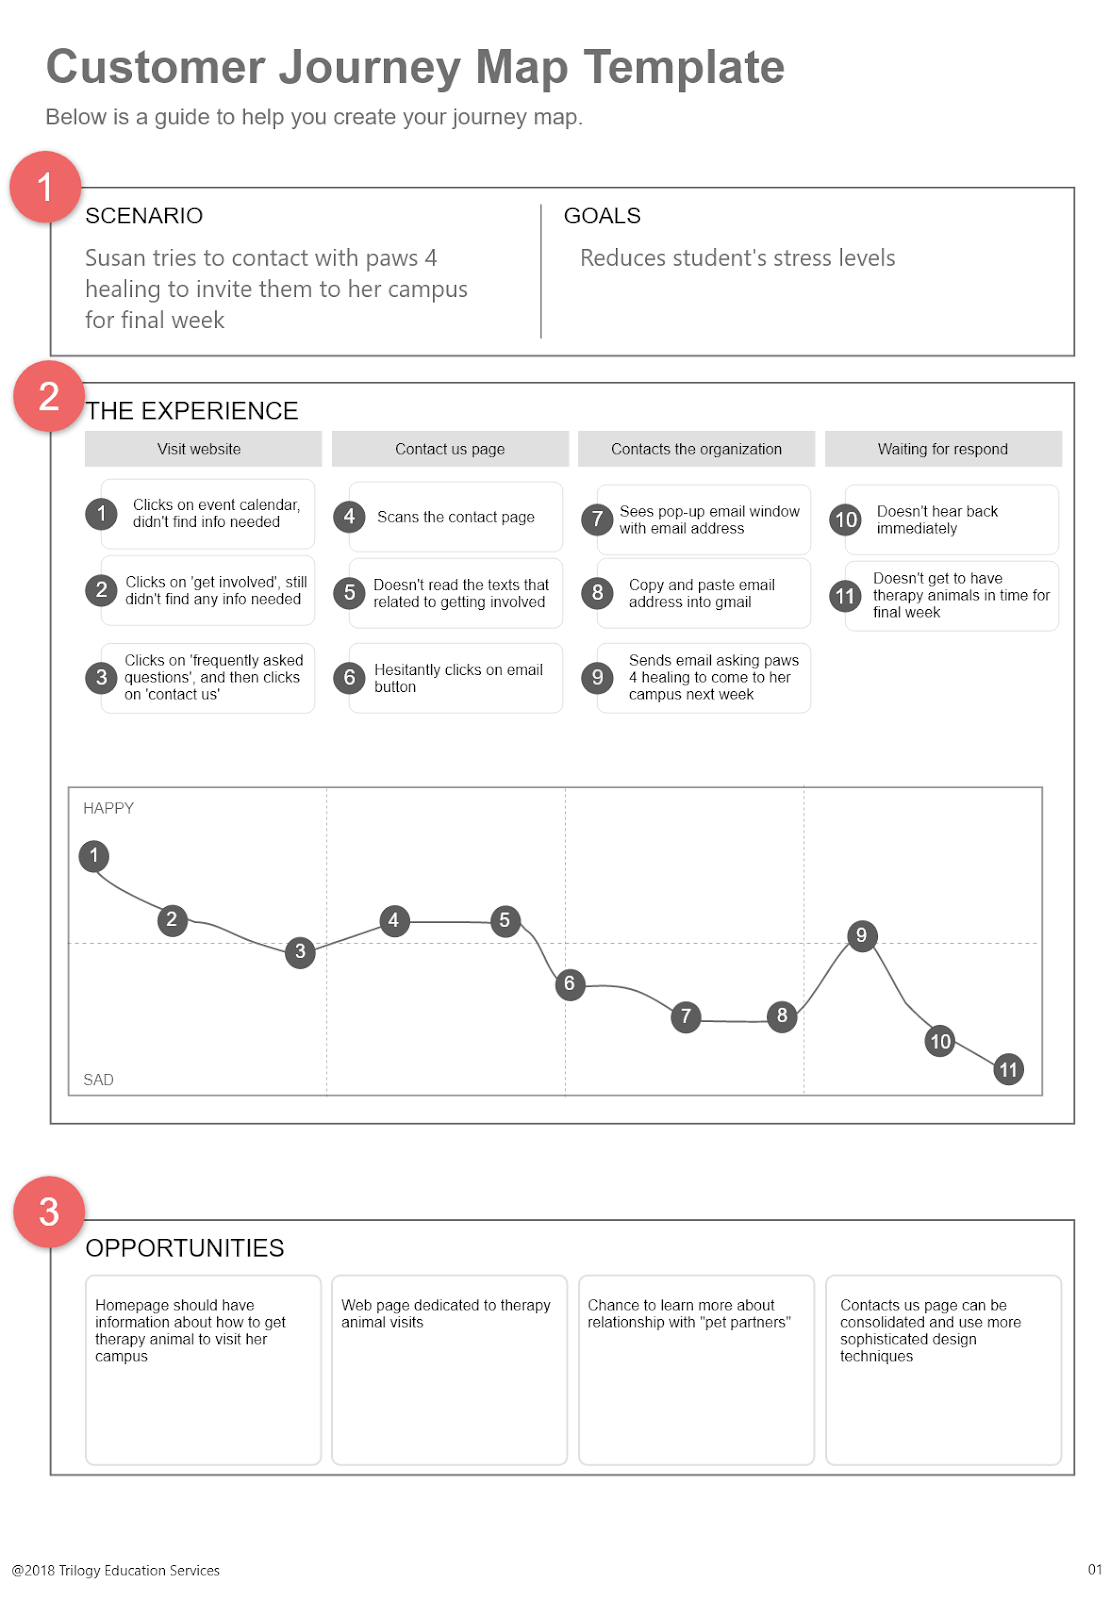 Customer Journey Map Template
Below is a guide to help you create your journey map.
1
SCENARIO
Susan tries to contact with paws 4
healing to invite them to her campus
for final week
GOALS
Reduces student's stress levels
2
THE EXPERIENCE
Visit website
1
Clicks on event calendar,
didn't find info needed
2
Clicks on 'get involved', still
didn't find any info needed
3
Clicks on 'frequently asked
questions', and then clicks
on 'contact us'
Contact us page
4
Scans the contact page
5
Doesn't read the texts that
related to getting involved
6
Hesitantly clicks on email
button
Contacts the organization
7
Sees pop-up email window
with email address
8
Copy and paste email
address into gmail
9
Sends email asking paws
4 healing to come to her
campus next week
Waiting for respond
10
Doesn't hear back
immediately
11
Doesn't get to have
therapy animals in time for
final week
HAPPY
1
2
3
4
5
6
7
8
9
10
11
SAD
3
OPPORTUNITIES
Homepage should have
information about how to get
therapy animal to visit her
campus
Web page dedicated to therapy
animal visits
Chance to learn more about
relationship with "pet partners"
Contacts us page can be
consolidated and use more
sophisticated design
techniques
@2018 Trilogy Education Services
01